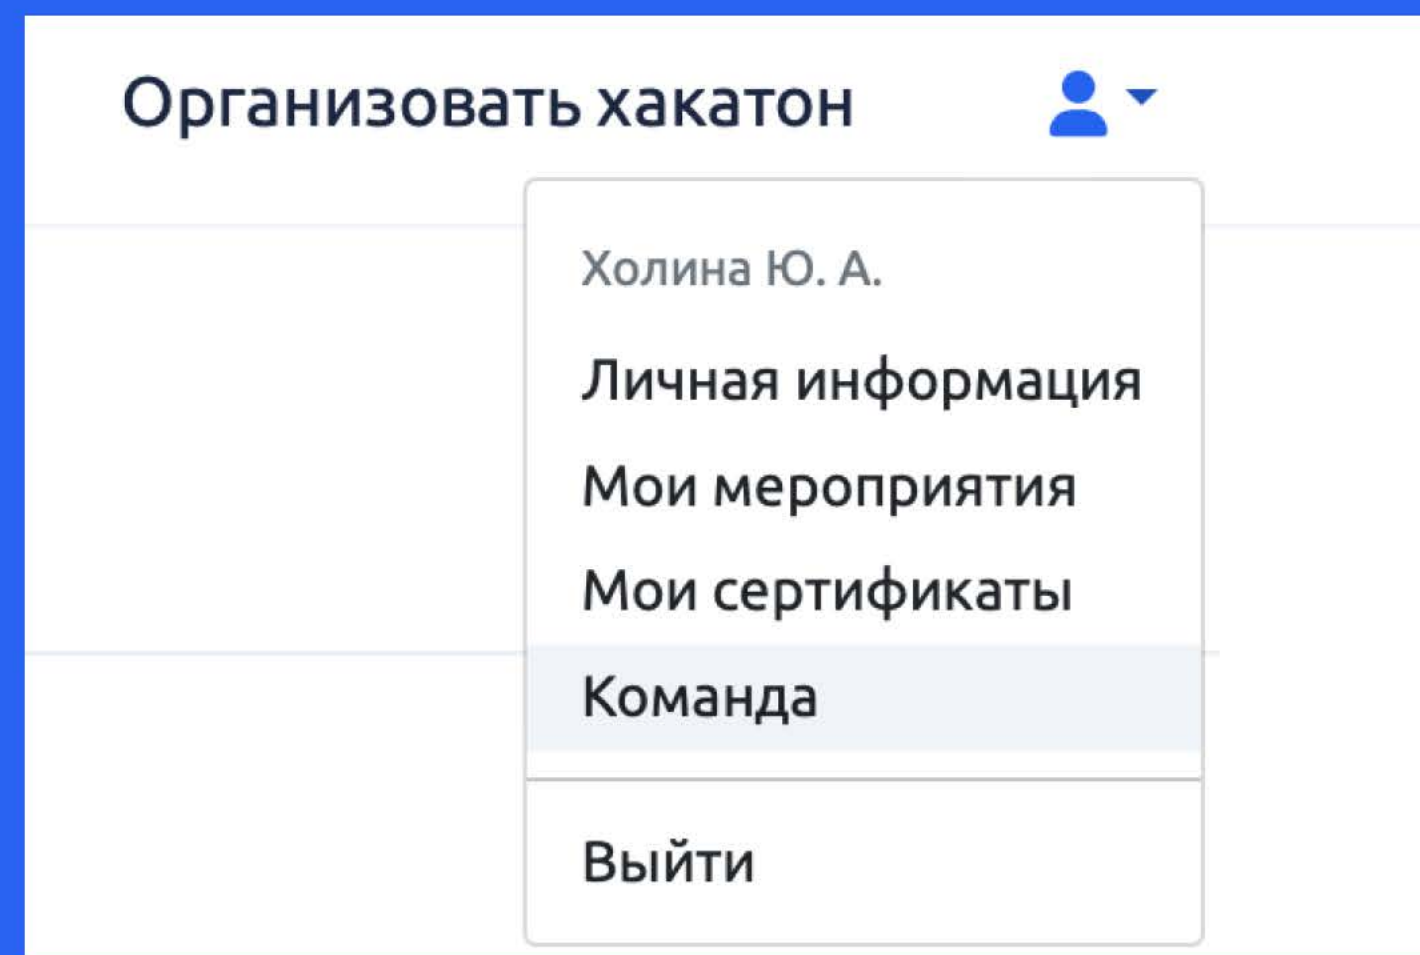 Организовать хакатон
Холина Ю. А.
Личная информация
Мои мероприятия
Мои сертификаты
Команда
Выйти